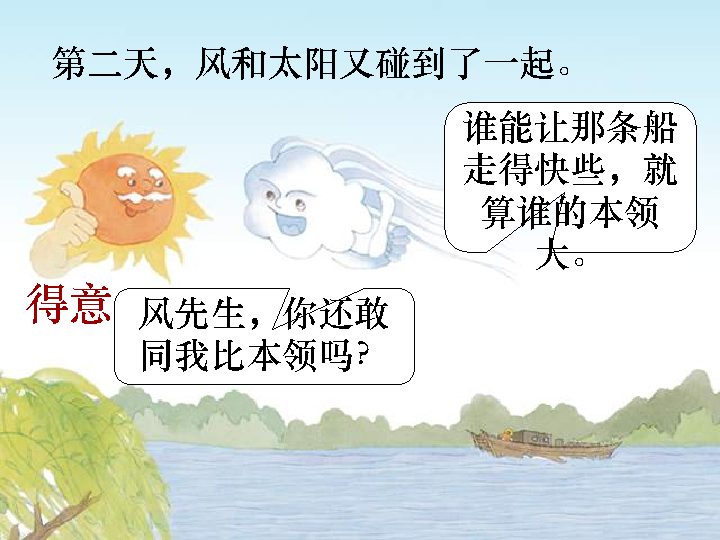 第二天，风和太阳又碰到了一起。
谁能让那条船
走得快些，就
算谁的本领
大。
得意
风先生，你还敢
同我比本领吗？